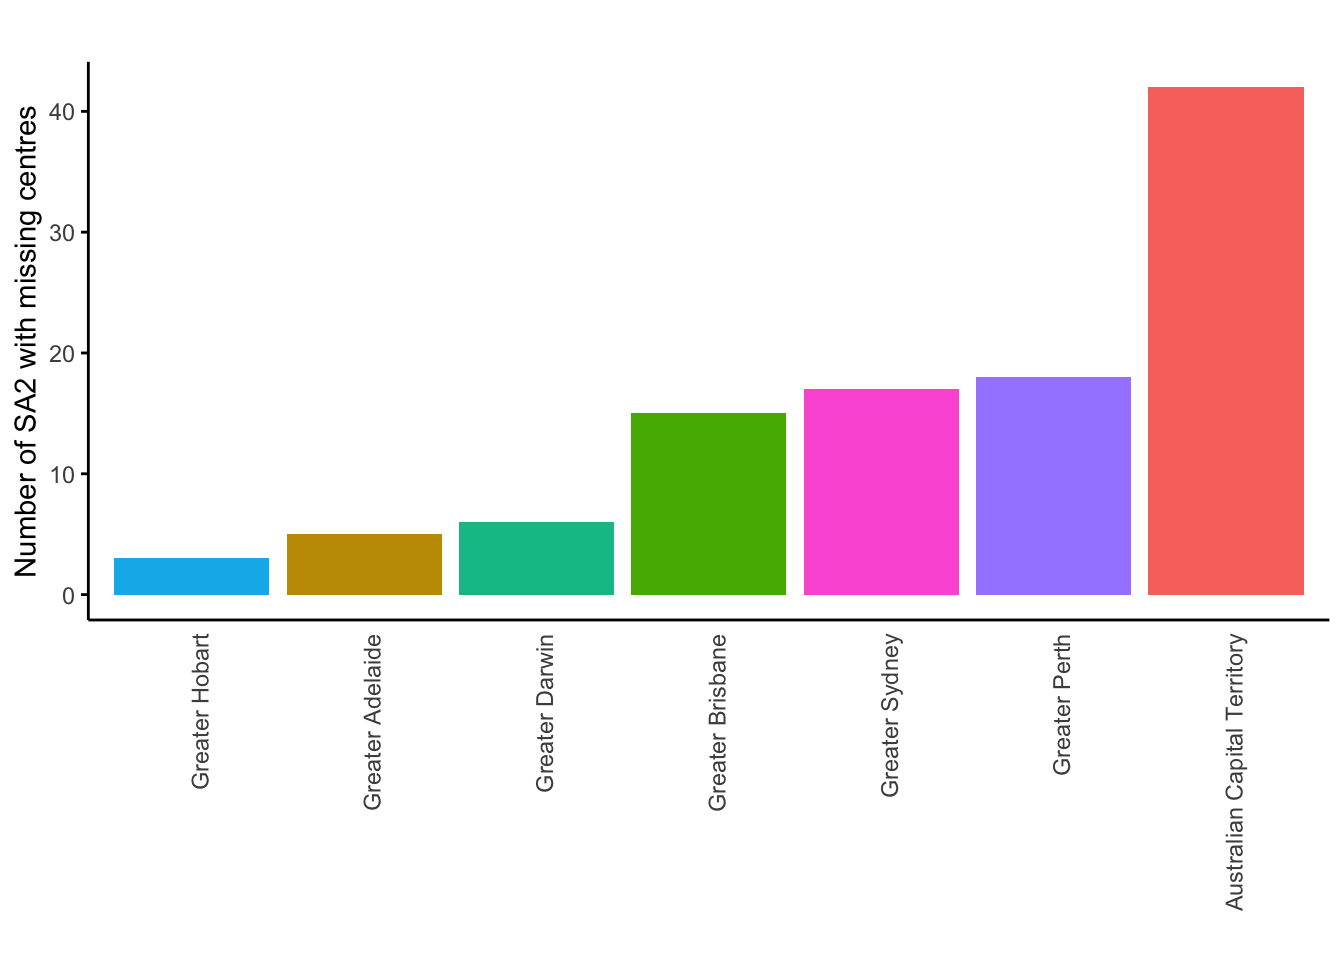 Number of SA2 with missing centres
40
30
20
10
0
Greater Hobart
Greater Adelaide
Greater Darwin
Greater Brisbane
Greater Sydney
Greater Perth
Australian Capital Territory